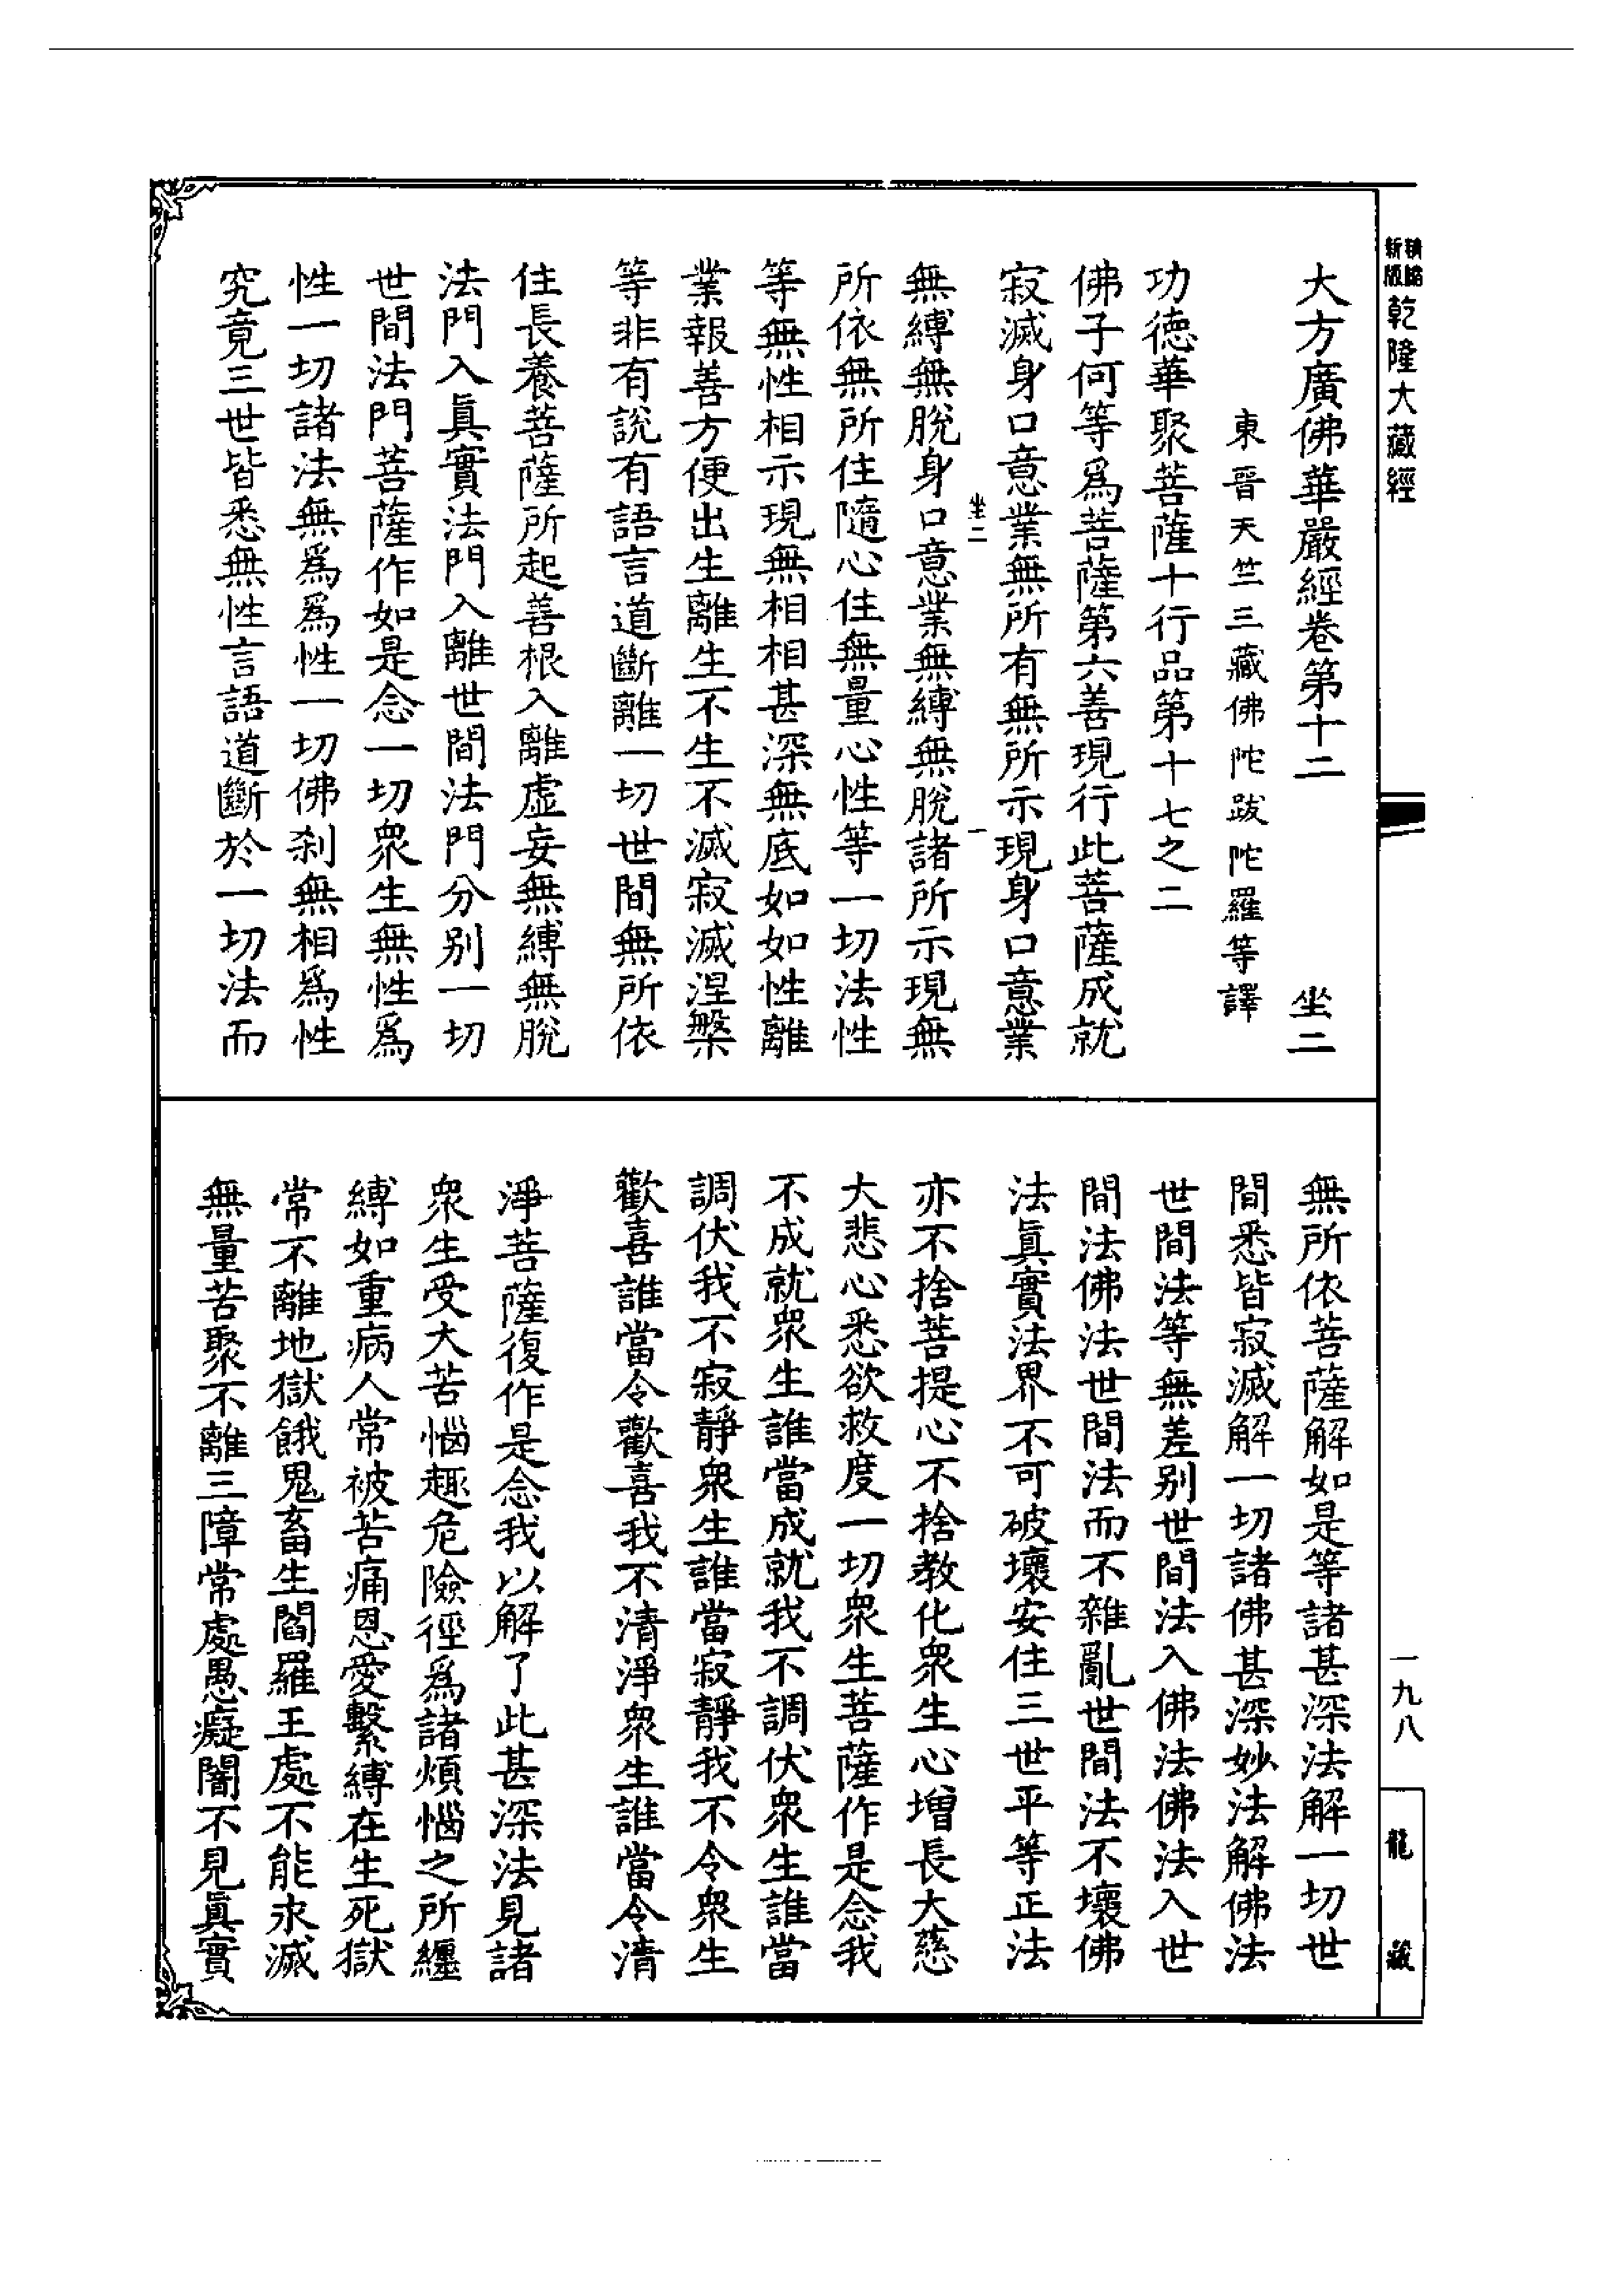 新版
乾隆大藏經
大方廣佛華嚴經卷第十二 坐二
東晉天竺三藏佛陀跋陀羅等譯
功德華聚菩薩十行品第十七之二
佛子何等爲菩薩第六善現行此菩薩成就
寂滅身口意業無所有無所示現身口意業
坐二 一
無縛無脫身口意業無縛無脫諸所示現無
所依無所住隨心住無量心性等一切法性
等無性相示現無相相甚深無底如如性離
業報善方便出生離生不生不滅寂滅涅槃
等非有說有語言道斷離一切世間無所依
住長養菩薩所起善根入離虛妄無縛無脫
法門入眞實法門入離世間法門分别一切
世間法門菩薩作如是念一切衆生無性爲
性一切諸法無爲爲性一切佛刹無相爲性
究竟三世皆悉無性言語道斷於一切法而
無所依菩薩解如是等諸甚深法解一切世
間悉皆寂滅解一切諸佛甚深妙法解佛法
世間法等無差别世間法入佛法佛法入世
間法佛法世間法而不雜亂世間法不壞佛
法眞實法界不可破壞安住三世平等正法
亦不捨菩提心不捨教化衆生心增長大慈
大悲心悉欲救度一切衆生菩薩作是念我
不成就衆生誰當成就我不調伏衆生誰當
調伏我不寂靜衆生誰當寂靜我不令衆生
歡喜誰當令歡喜我不清淨衆生誰當令清
淨菩薩復作是念我以解了此甚深法見諸
衆生受大苦惱趣危險徑爲諸煩惱之所纏
縛如重病人常被苦痛恩愛繫縛在生死獄
常不離地獄餓鬼畜生閻羅王處不能永滅
無量苦聚不離三障常處愚癡闇不見眞實
一九八
龍藏